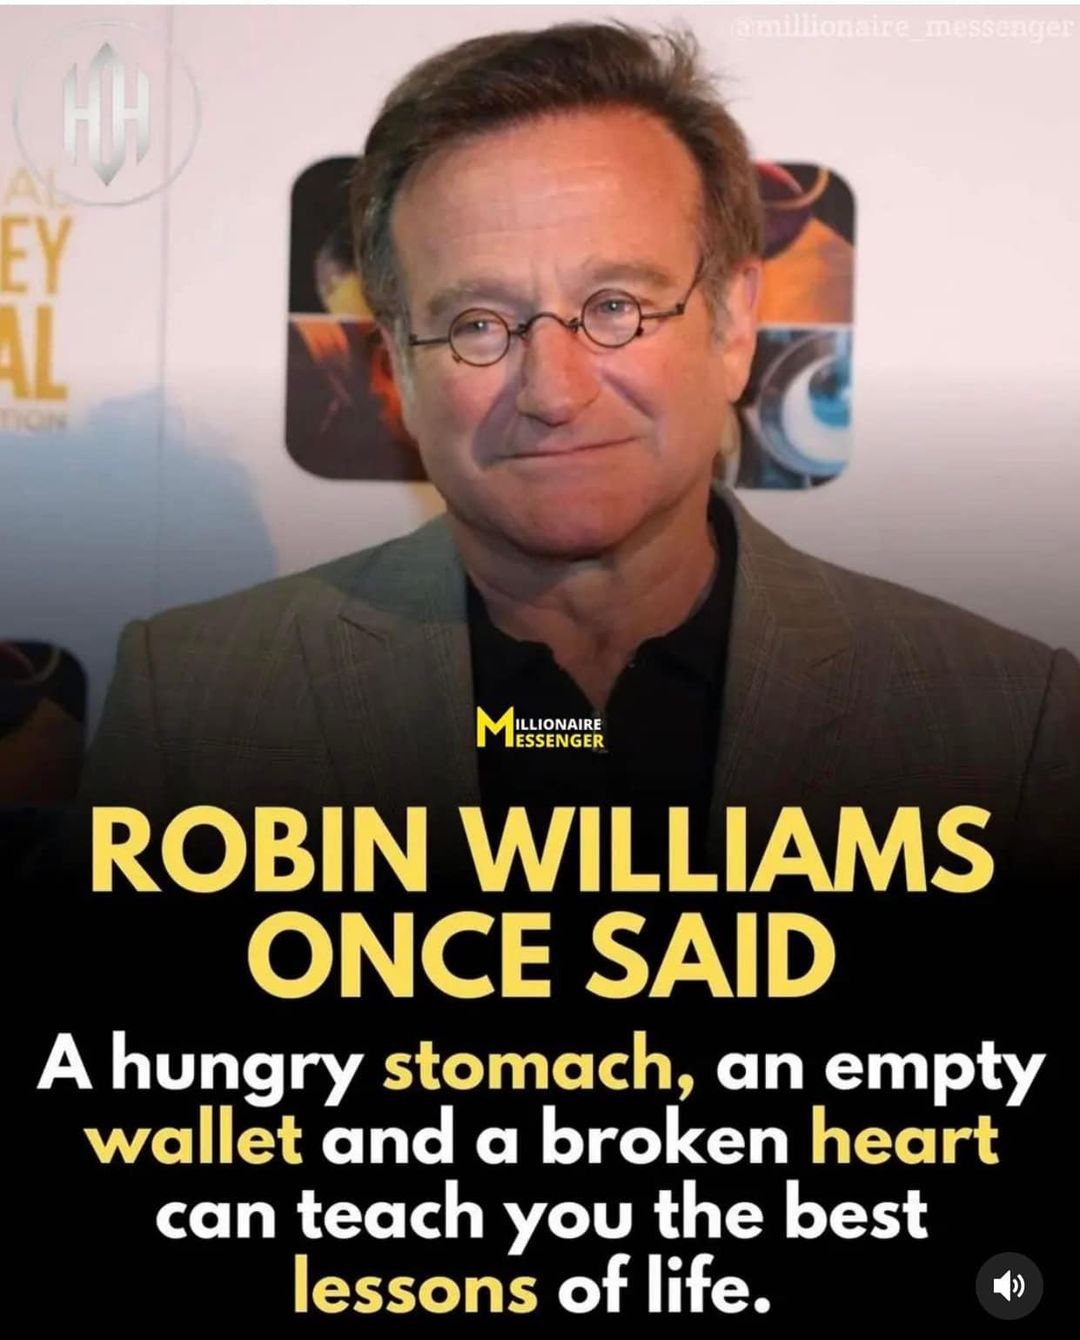 @millionaire_messenger
HH
AL
EY
AL
TION
MILLIONAIRE
MESSENGER
ROBIN WILLIAMS
ONCE SAID
A hungry stomach, an empty
wallet and a broken heart
can teach you the best
lessons of life.